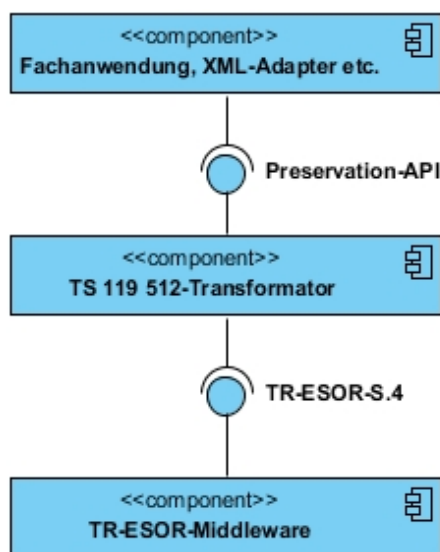 <<component>>
Fachanwendung, XML-Adapter etc.
Preservation-API
<<component>>
TS 119 512-Transformator
TR-ESOR-S.4
<<component>>
TR-ESOR-Middleware